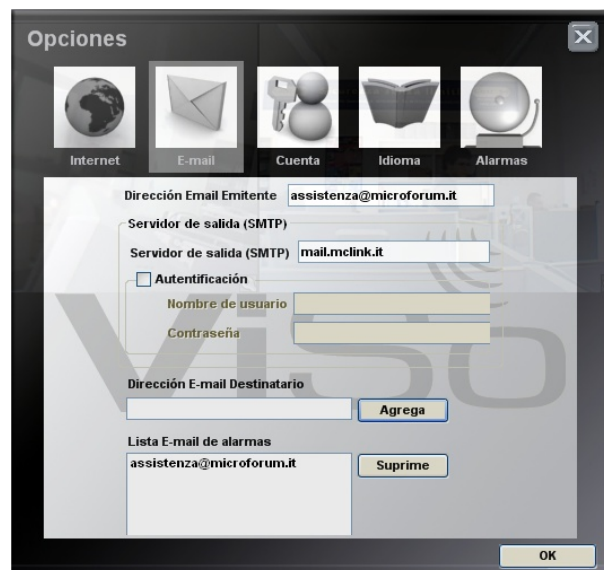 Opciones
Internet E-mail Cuenta Idioma Alarmas
Dirección Email Emitente assistenza@microforum.it
Servidor de salida (SMTP)
Servidor de salida (SMTP) mail.mclink.it
Autentificación
Nombre de usuario
Contraseña
Dirección E-mail Destinatario
Agrega
Lista E-mail de alarmas
assistenza@microforum.it Suprime
OK
ViSo